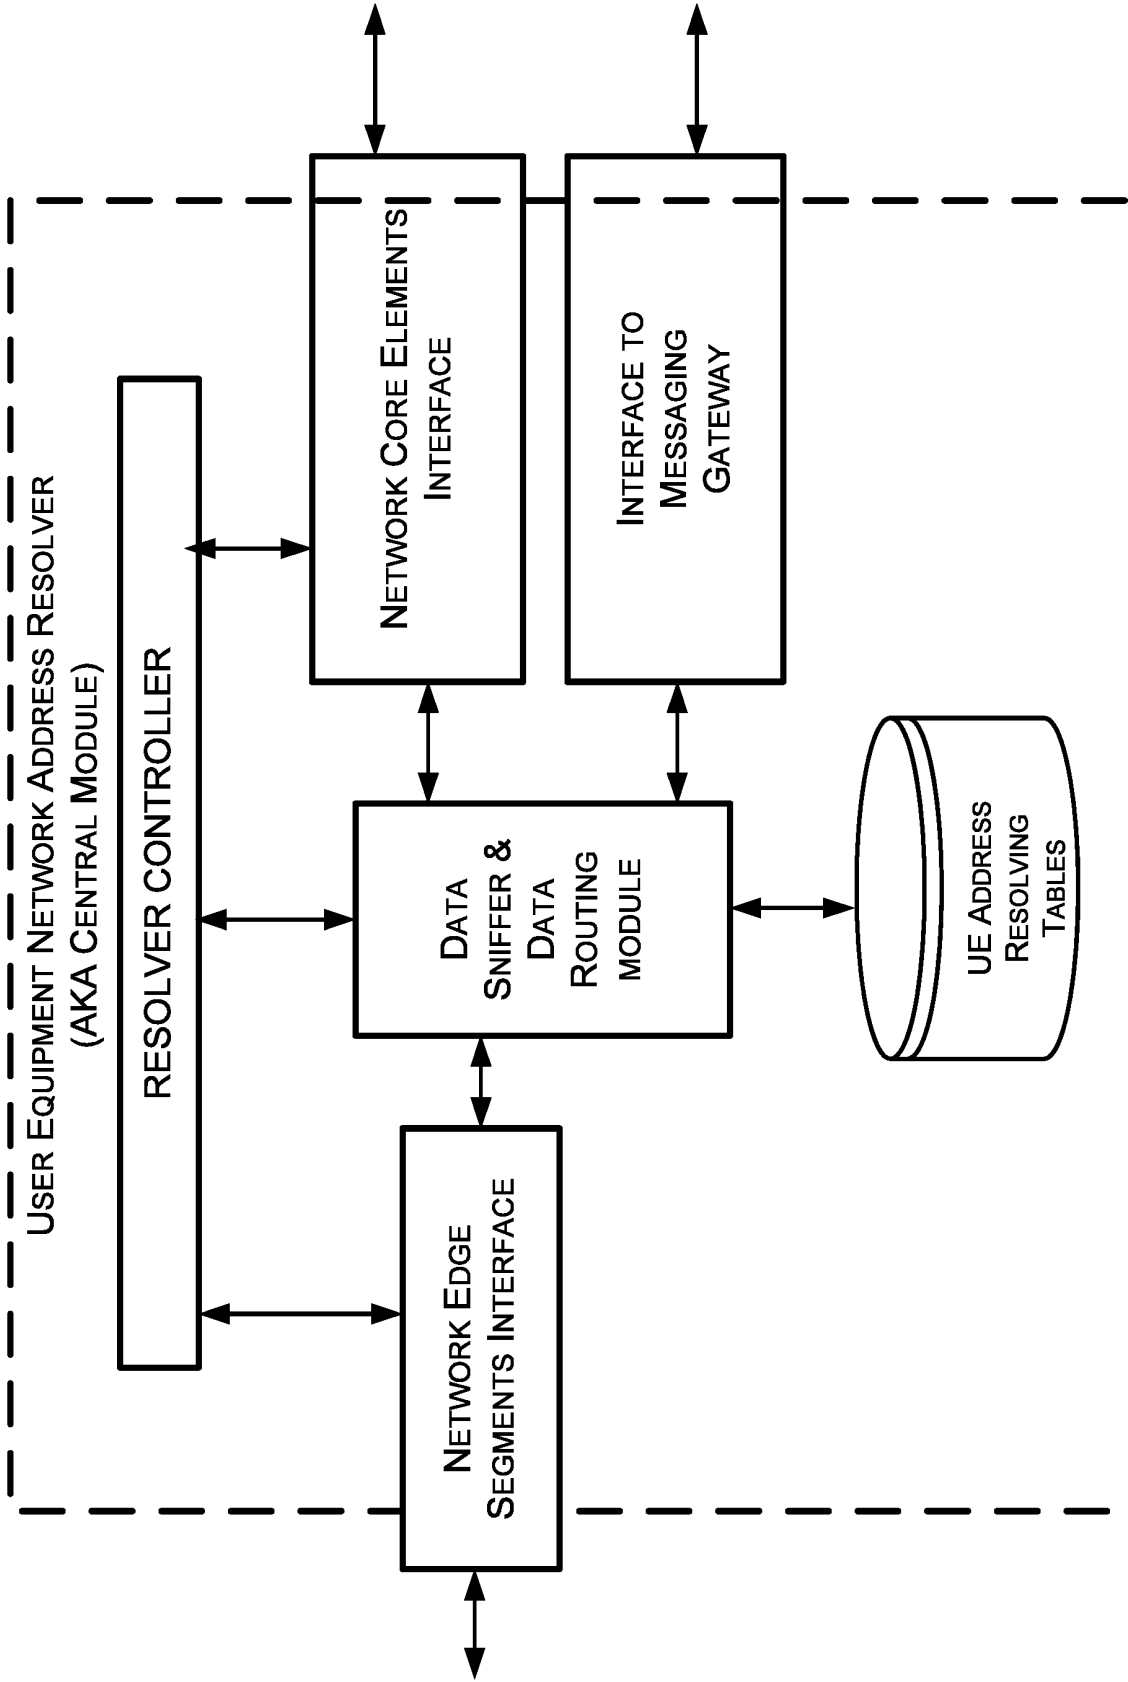 USER EQUIPMENT NETWORK ADDRESS RESOLVER
(AKA CENTRAL MODULE)
RESOLVER CONTROLLER
NETWORK EDGE
SEGMENTS INTERFACE
DATA
SNIFFER &
DATA
ROUTING
MODULE
NETWORK CORE ELEMENTS
INTERFACE
INTERFACE TO
MESSAGING
GATEWAY
UE ADDRESS
RESOLVING
TABLES